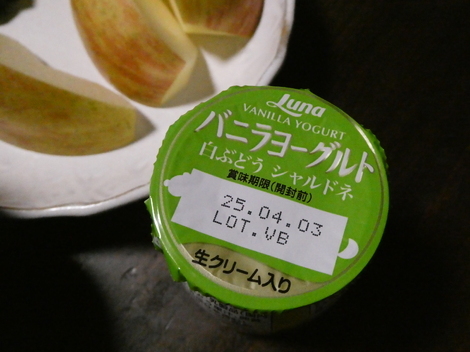 Luna
VANILLA YOGURT
バニラヨーグルト
白ぶどう シャルドネ
賞味期限(開封前)
25.04.03
LOT.VB
生クリーム入り